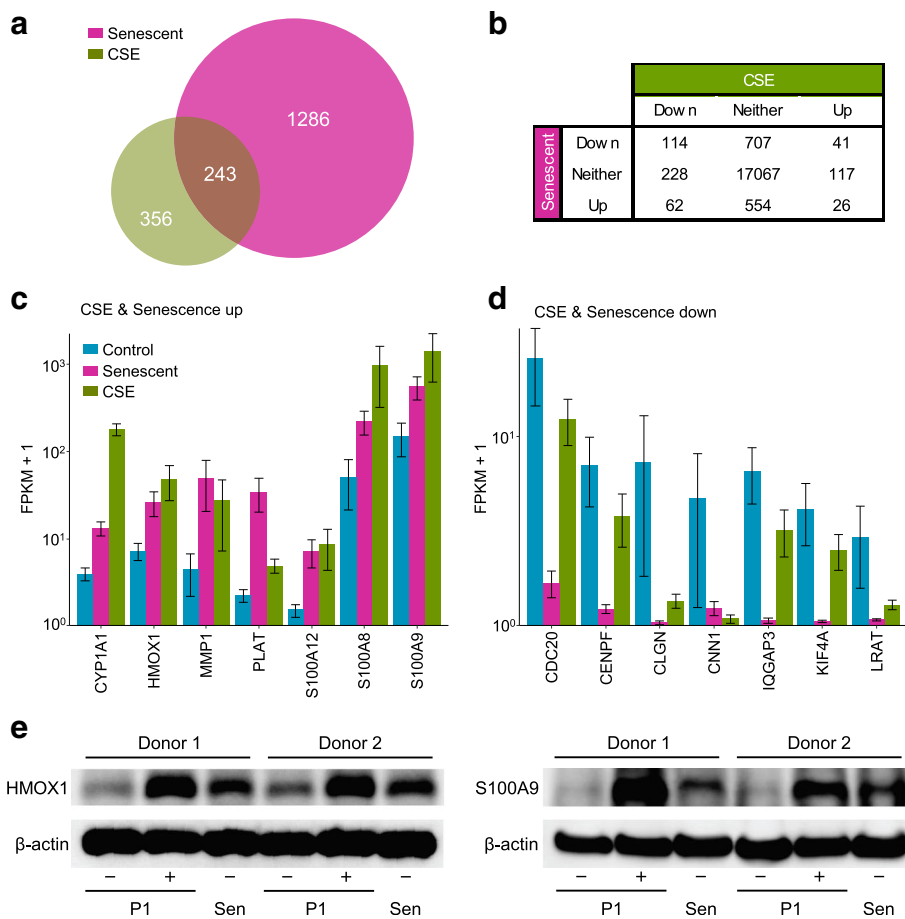 a
Senescent
CSE
1286
243
356
b
CSE
Down Neither Up
Senescent
Down 114 707 41
Neither 228 17067 117
Up 62 554 26
c
CSE & Senescence up
Control
Senescent
CSE
FPKM + 1
10³
10²
10¹
10⁰
CYP1A1 HMOX1 MMP1 PLAT S100A12 S100A8 S100A9
d
CSE & Senescence down
FPKM + 1
10¹
10⁰
CDC20 CENPF CLGN CNN1 IQGAP3 KIF4A LRAT
e
Donor 1 Donor 2
HMOX1
β-actin
– + – – + –
P1 Sen P1 Sen
Donor 1 Donor 2
S100A9
β-actin
– + – – + –
P1 Sen P1 Sen